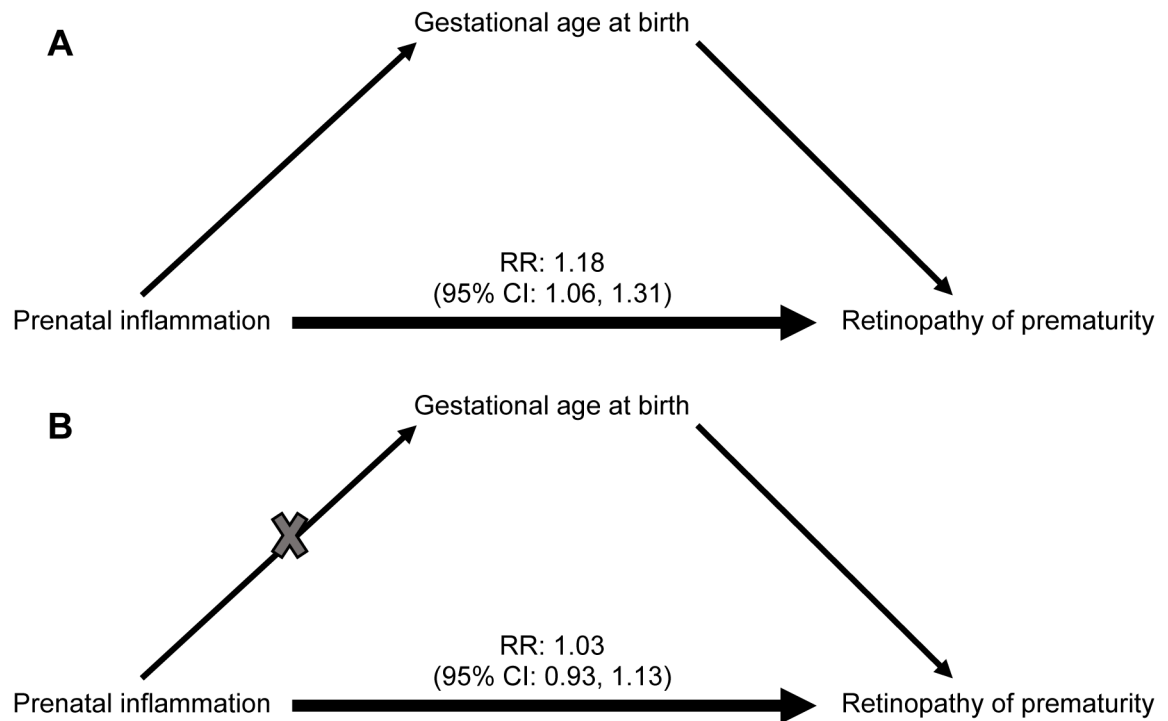 A
Gestational age at birth
RR: 1.18
(95% CI: 1.06, 1.31)
Prenatal inflammation
Retinopathy of prematurity
B
Gestational age at birth
RR: 1.03
(95% CI: 0.93, 1.13)
Prenatal inflammation
Retinopathy of prematurity